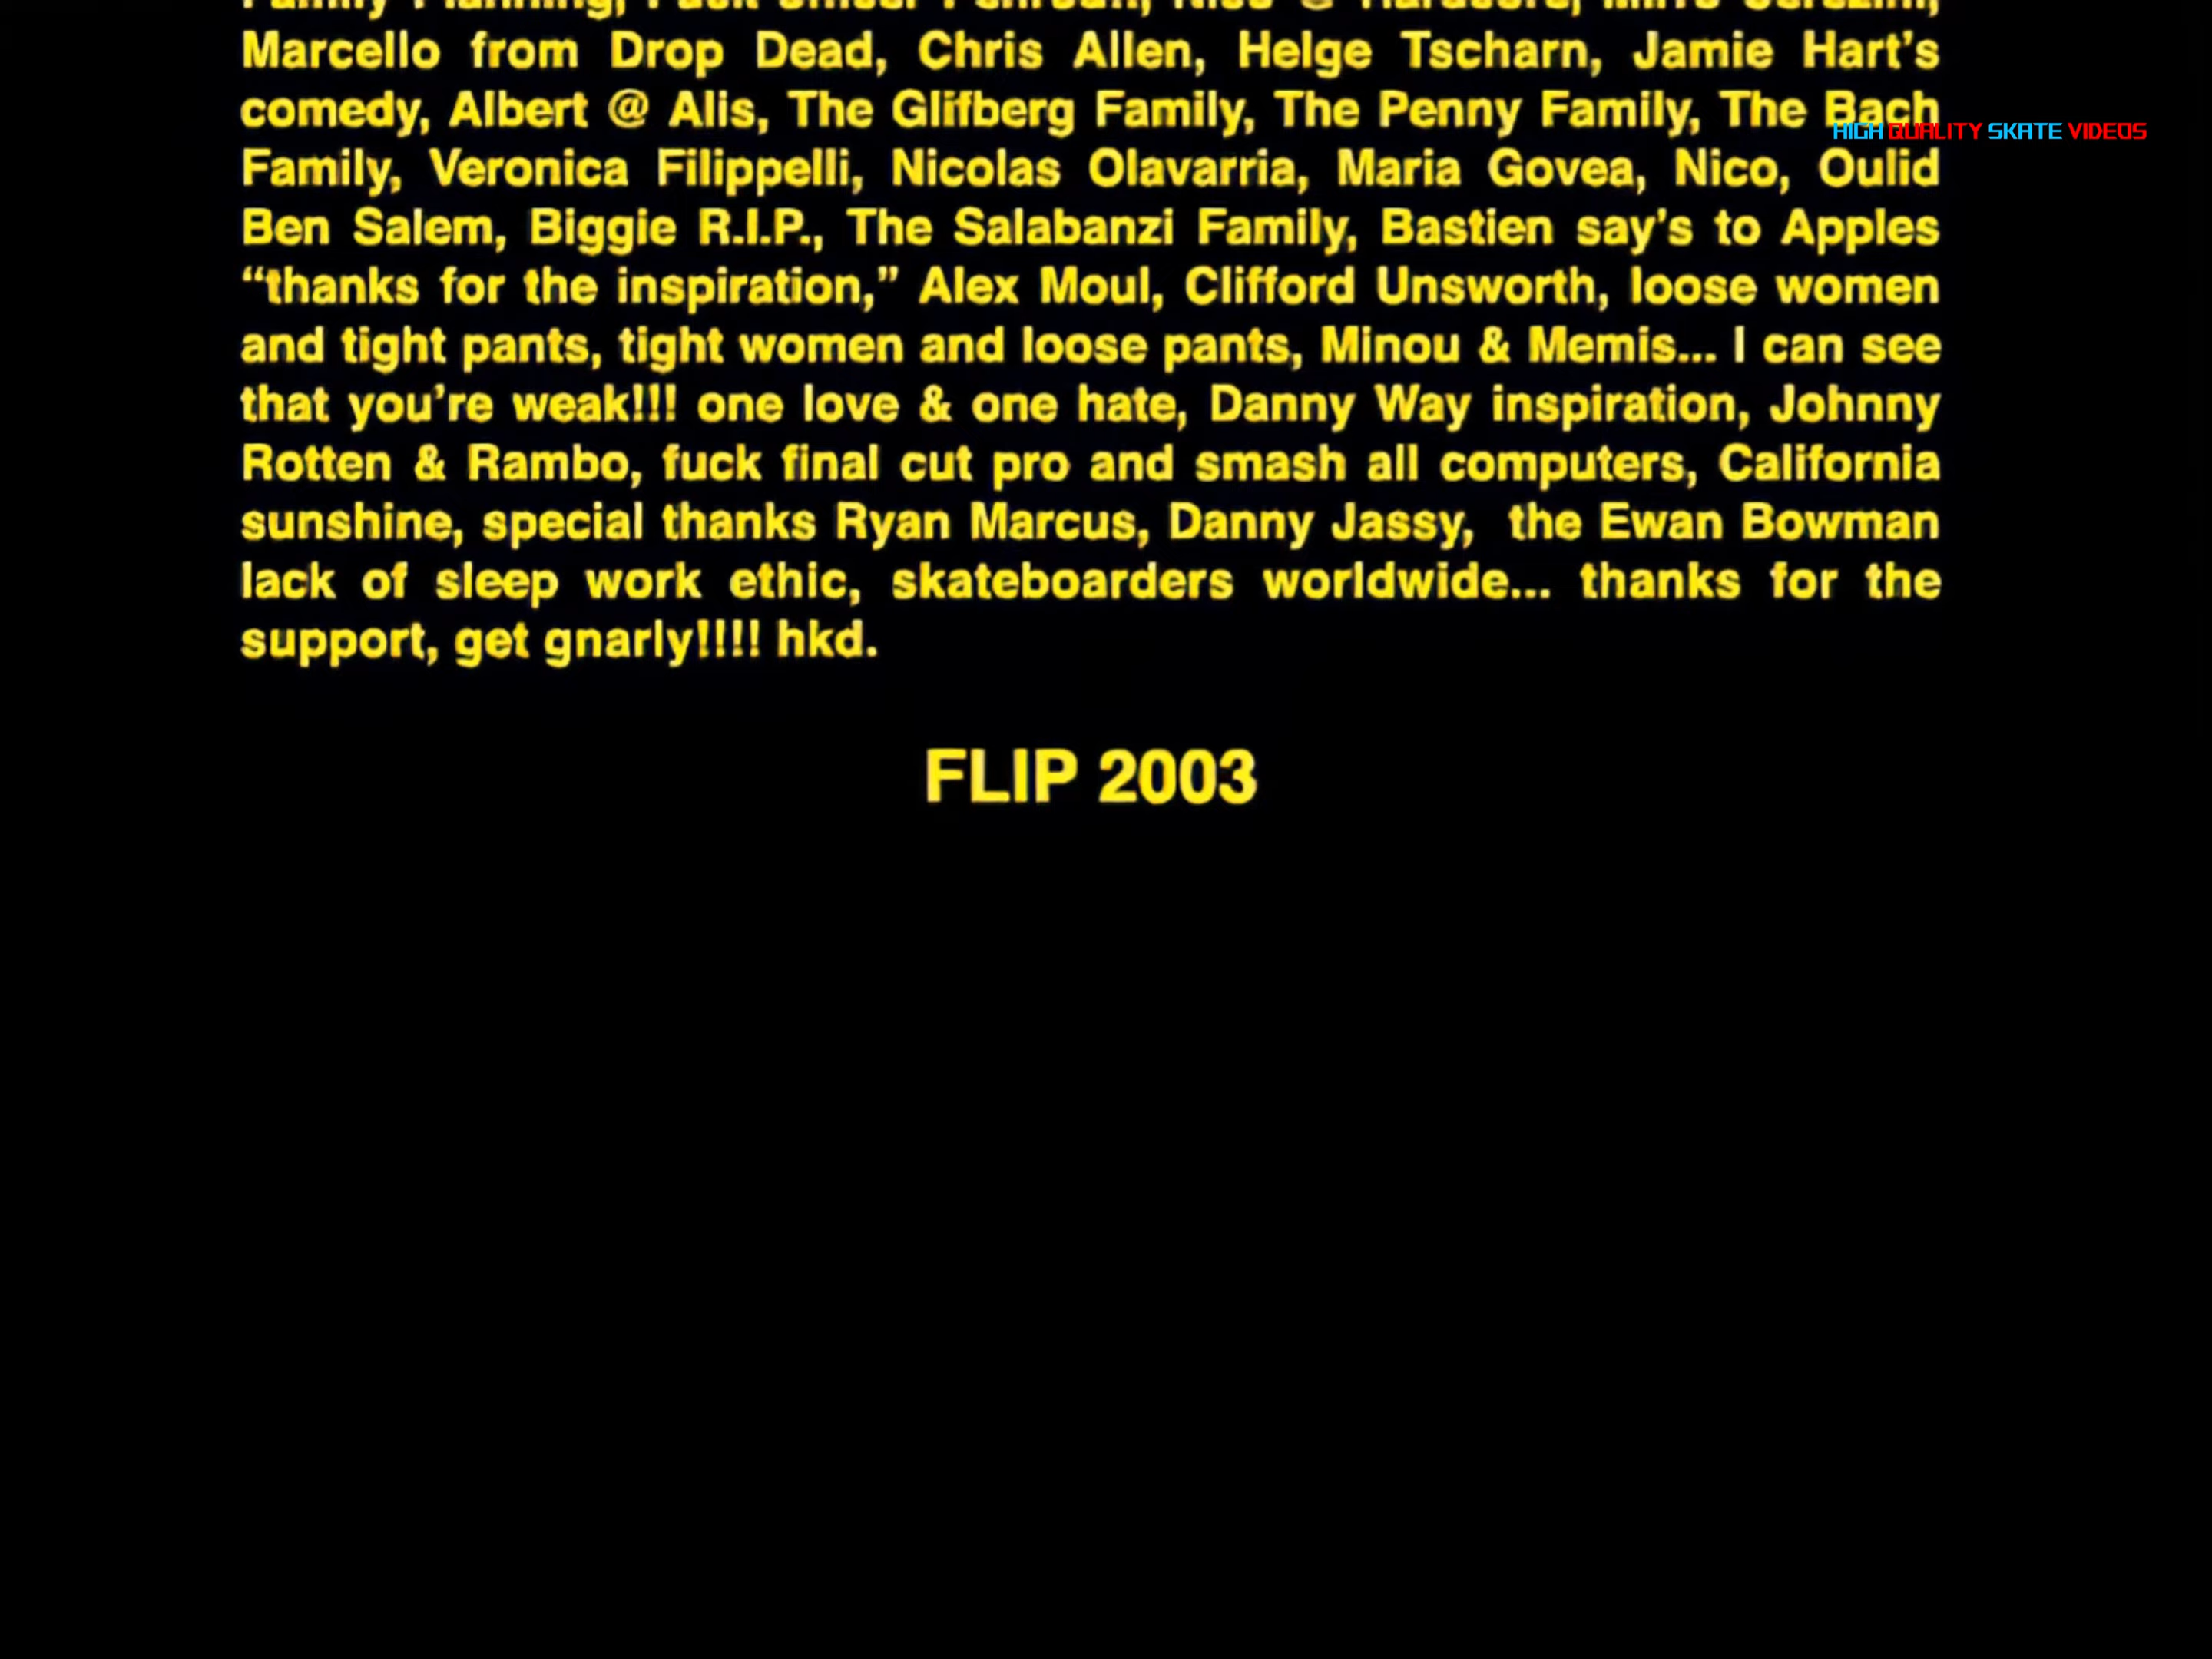 Marcello from Drop Dead, Chris Allen, Helge Tscharn, Jamie Hart's
comedy, Albert @ Alis, The Glifberg Family, The Penny Family, The Bach
HIGH QUALITY SKATE VIDEOS
Family, Veronica Filippelli, Nicolas Olavarria, Maria Govea, Nico, Oulid
Ben Salem, Biggie R.I.P., The Salabanzi Family, Bastien say's to Apples
“thanks for the inspiration,” Alex Moul, Clifford Unsworth, loose women
and tight pants, tight women and loose pants, Minou & Memis... I can see
that you're weak!!! one love & one hate, Danny Way inspiration, Johnny
Rotten & Rambo, fuck final cut pro and smash all computers, California
sunshine, special thanks Ryan Marcus, Danny Jassy, the Ewan Bowman
lack of sleep work ethic, skateboarders worldwide... thanks for the
support, get gnarly!!!! hkd.
FLIP 2003